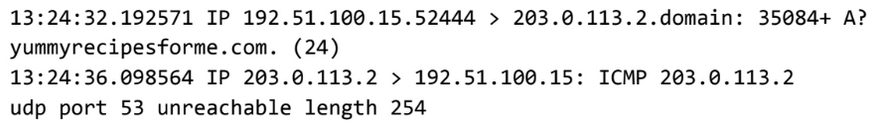 13:24:32.192571 IP 192.51.100.15.52444 > 203.0.113.2.domain: 35084+ A?
yummyrecipesforme.com. (24)
13:24:36.098564 IP 203.0.113.2 > 192.51.100.15: ICMP 203.0.113.2
udp port 53 unreachable length 254